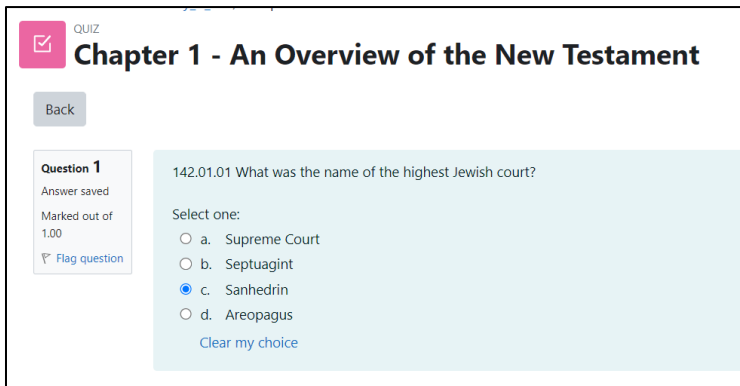 QUIZ
Chapter 1 - An Overview of the New Testament
Back
Question 1
Answer saved
Marked out of
1.00
Flag question
142.01.01 What was the name of the highest Jewish court?
Select one:
a. Supreme Court
b. Septuagint
c. Sanhedrin
d. Areopagus
Clear my choice